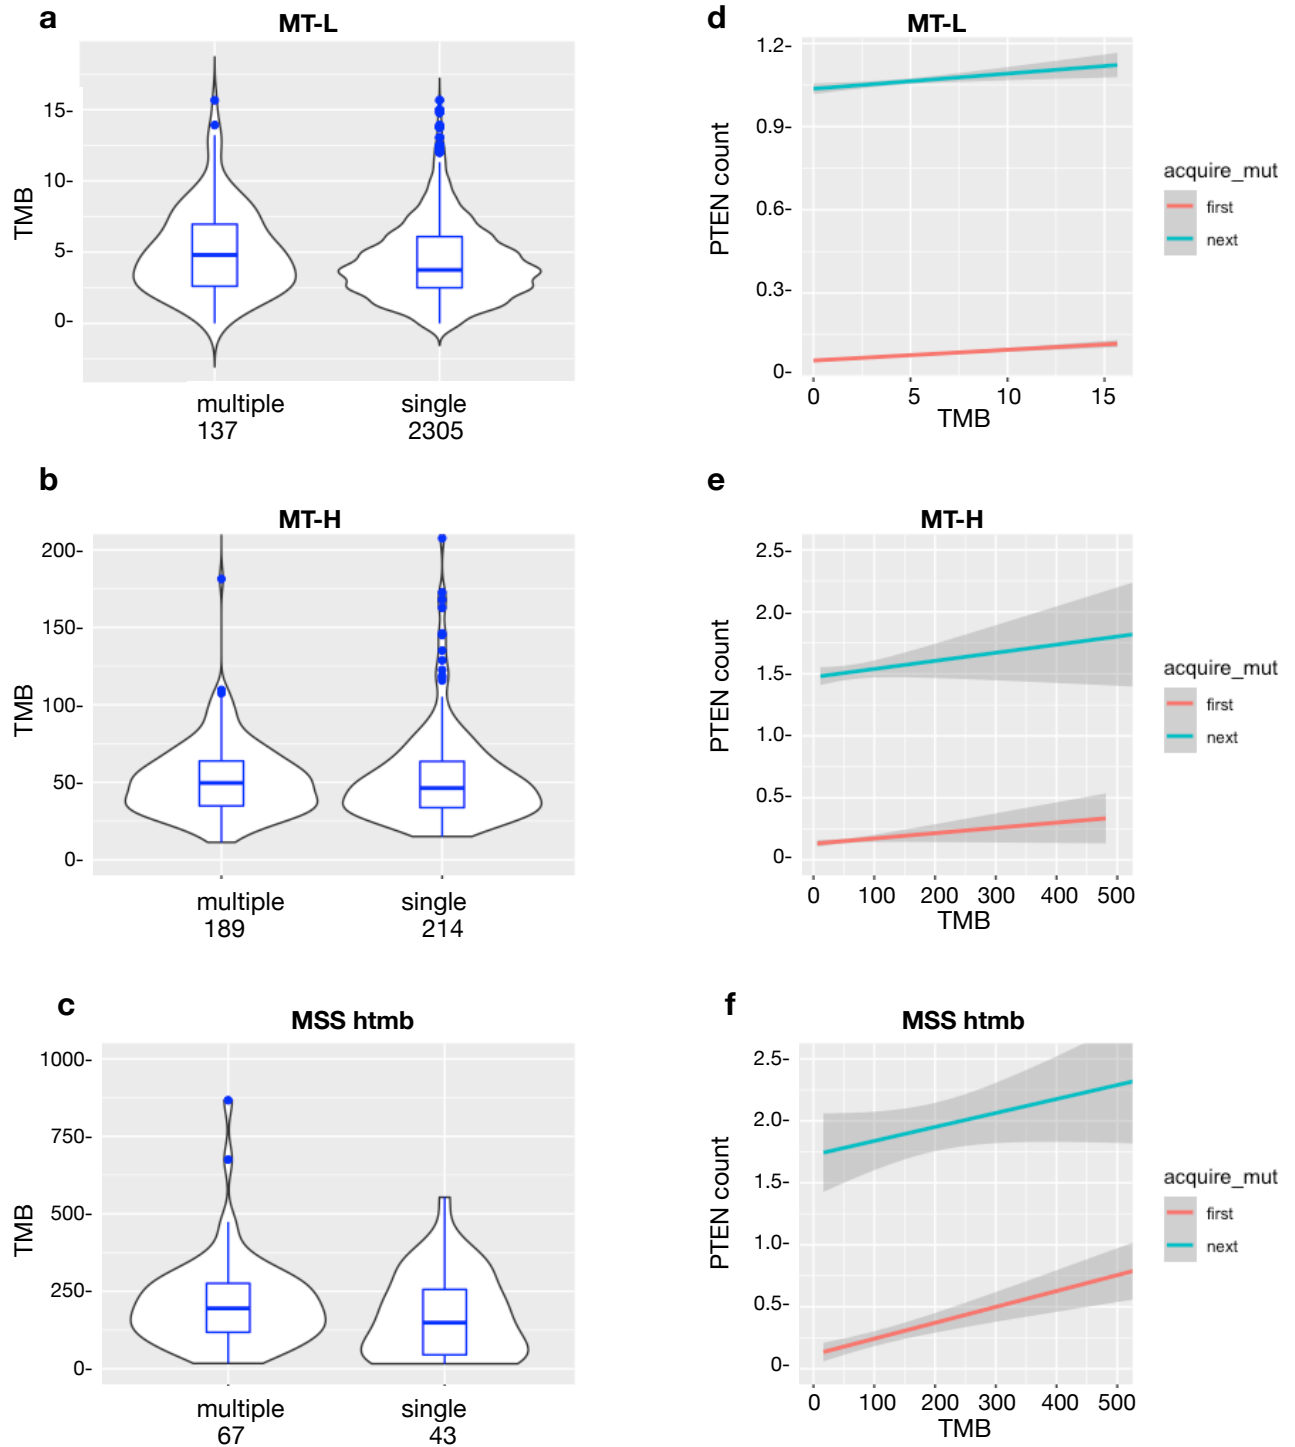 a
MT-L
TMB
15-
10-
5-
0-
multiple
137
single
2305
d
MT-L
PTEN count
1.2-
0.9-
0.6-
0.3-
0-
0
5
10
15
TMB
acquire_mut
first
next
b
MT-H
TMB
200-
150-
100-
50-
0-
multiple
189
single
214
e
MT-H
PTEN count
2.5-
2.0-
1.5-
1.0-
0.5-
0-
0
100
200
300
400
500
TMB
acquire_mut
first
next
c
MSS htmb
TMB
1000-
750-
500-
250-
0-
multiple
67
single
43
f
MSS htmb
PTEN count
2.5-
2.0-
1.5-
1.0-
0.5-
0-
0
100
200
300
400
500
TMB
acquire_mut
first
next